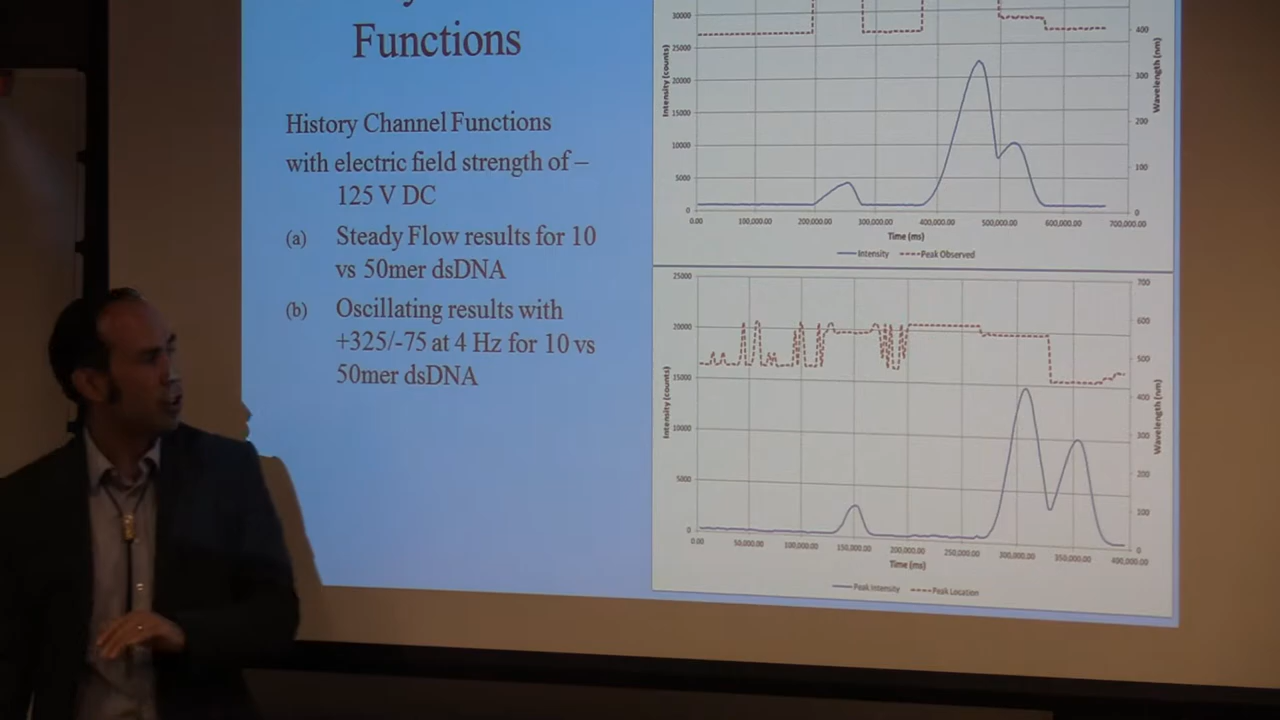 Functions
History Channel Functions
with electric field strength of –
125 V DC
(a) Steady Flow results for 10
vs 50mer dsDNA
(b) Oscillating results with
+325/-75 at 4 Hz for 10 vs
50mer dsDNA
30000
25000
20000
15000
10000
5000
0
Intensity (counts)
400
300
200
100
0
Wavelength (nm)
0.00 100,000.00 200,000.00 300,000.00 400,000.00 500,000.00 600,000.00 700,000.00
Time (ms)
Intensity Peak Observed
25000
20000
15000
10000
5000
0
Intensity (counts)
700
600
500
400
300
200
100
0
Wavelength (nm)
0.00 50,000.00 100,000.00 150,000.00 200,000.00 250,000.00 300,000.00 350,000.00 400,000.00
Time (ms)
Peak Intensity Peak Location